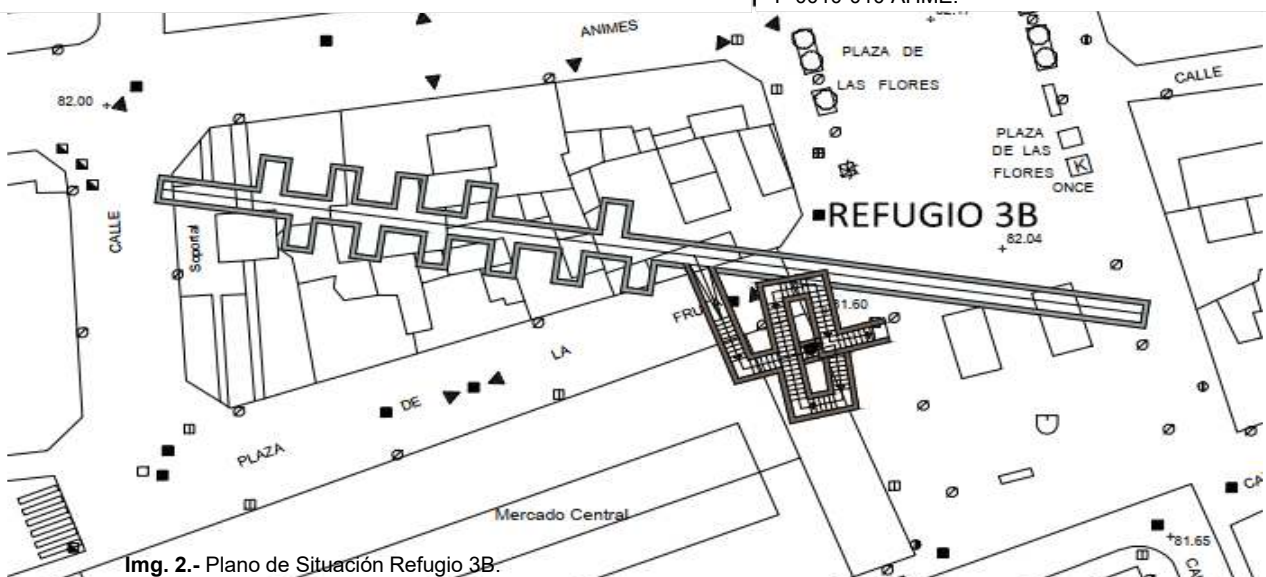 ANIMES
PLAZA DE
LAS FLORES
CALLE
82.00
PLAZA
DE LAS
FLORES
K
ONCE
CALLE
Soportal
REFUGIO 3B
82.04
81.60
LA
DE
PLAZA
Mercado Central
81.65
Img. 2.- Plano de Situación Refugio 3B.